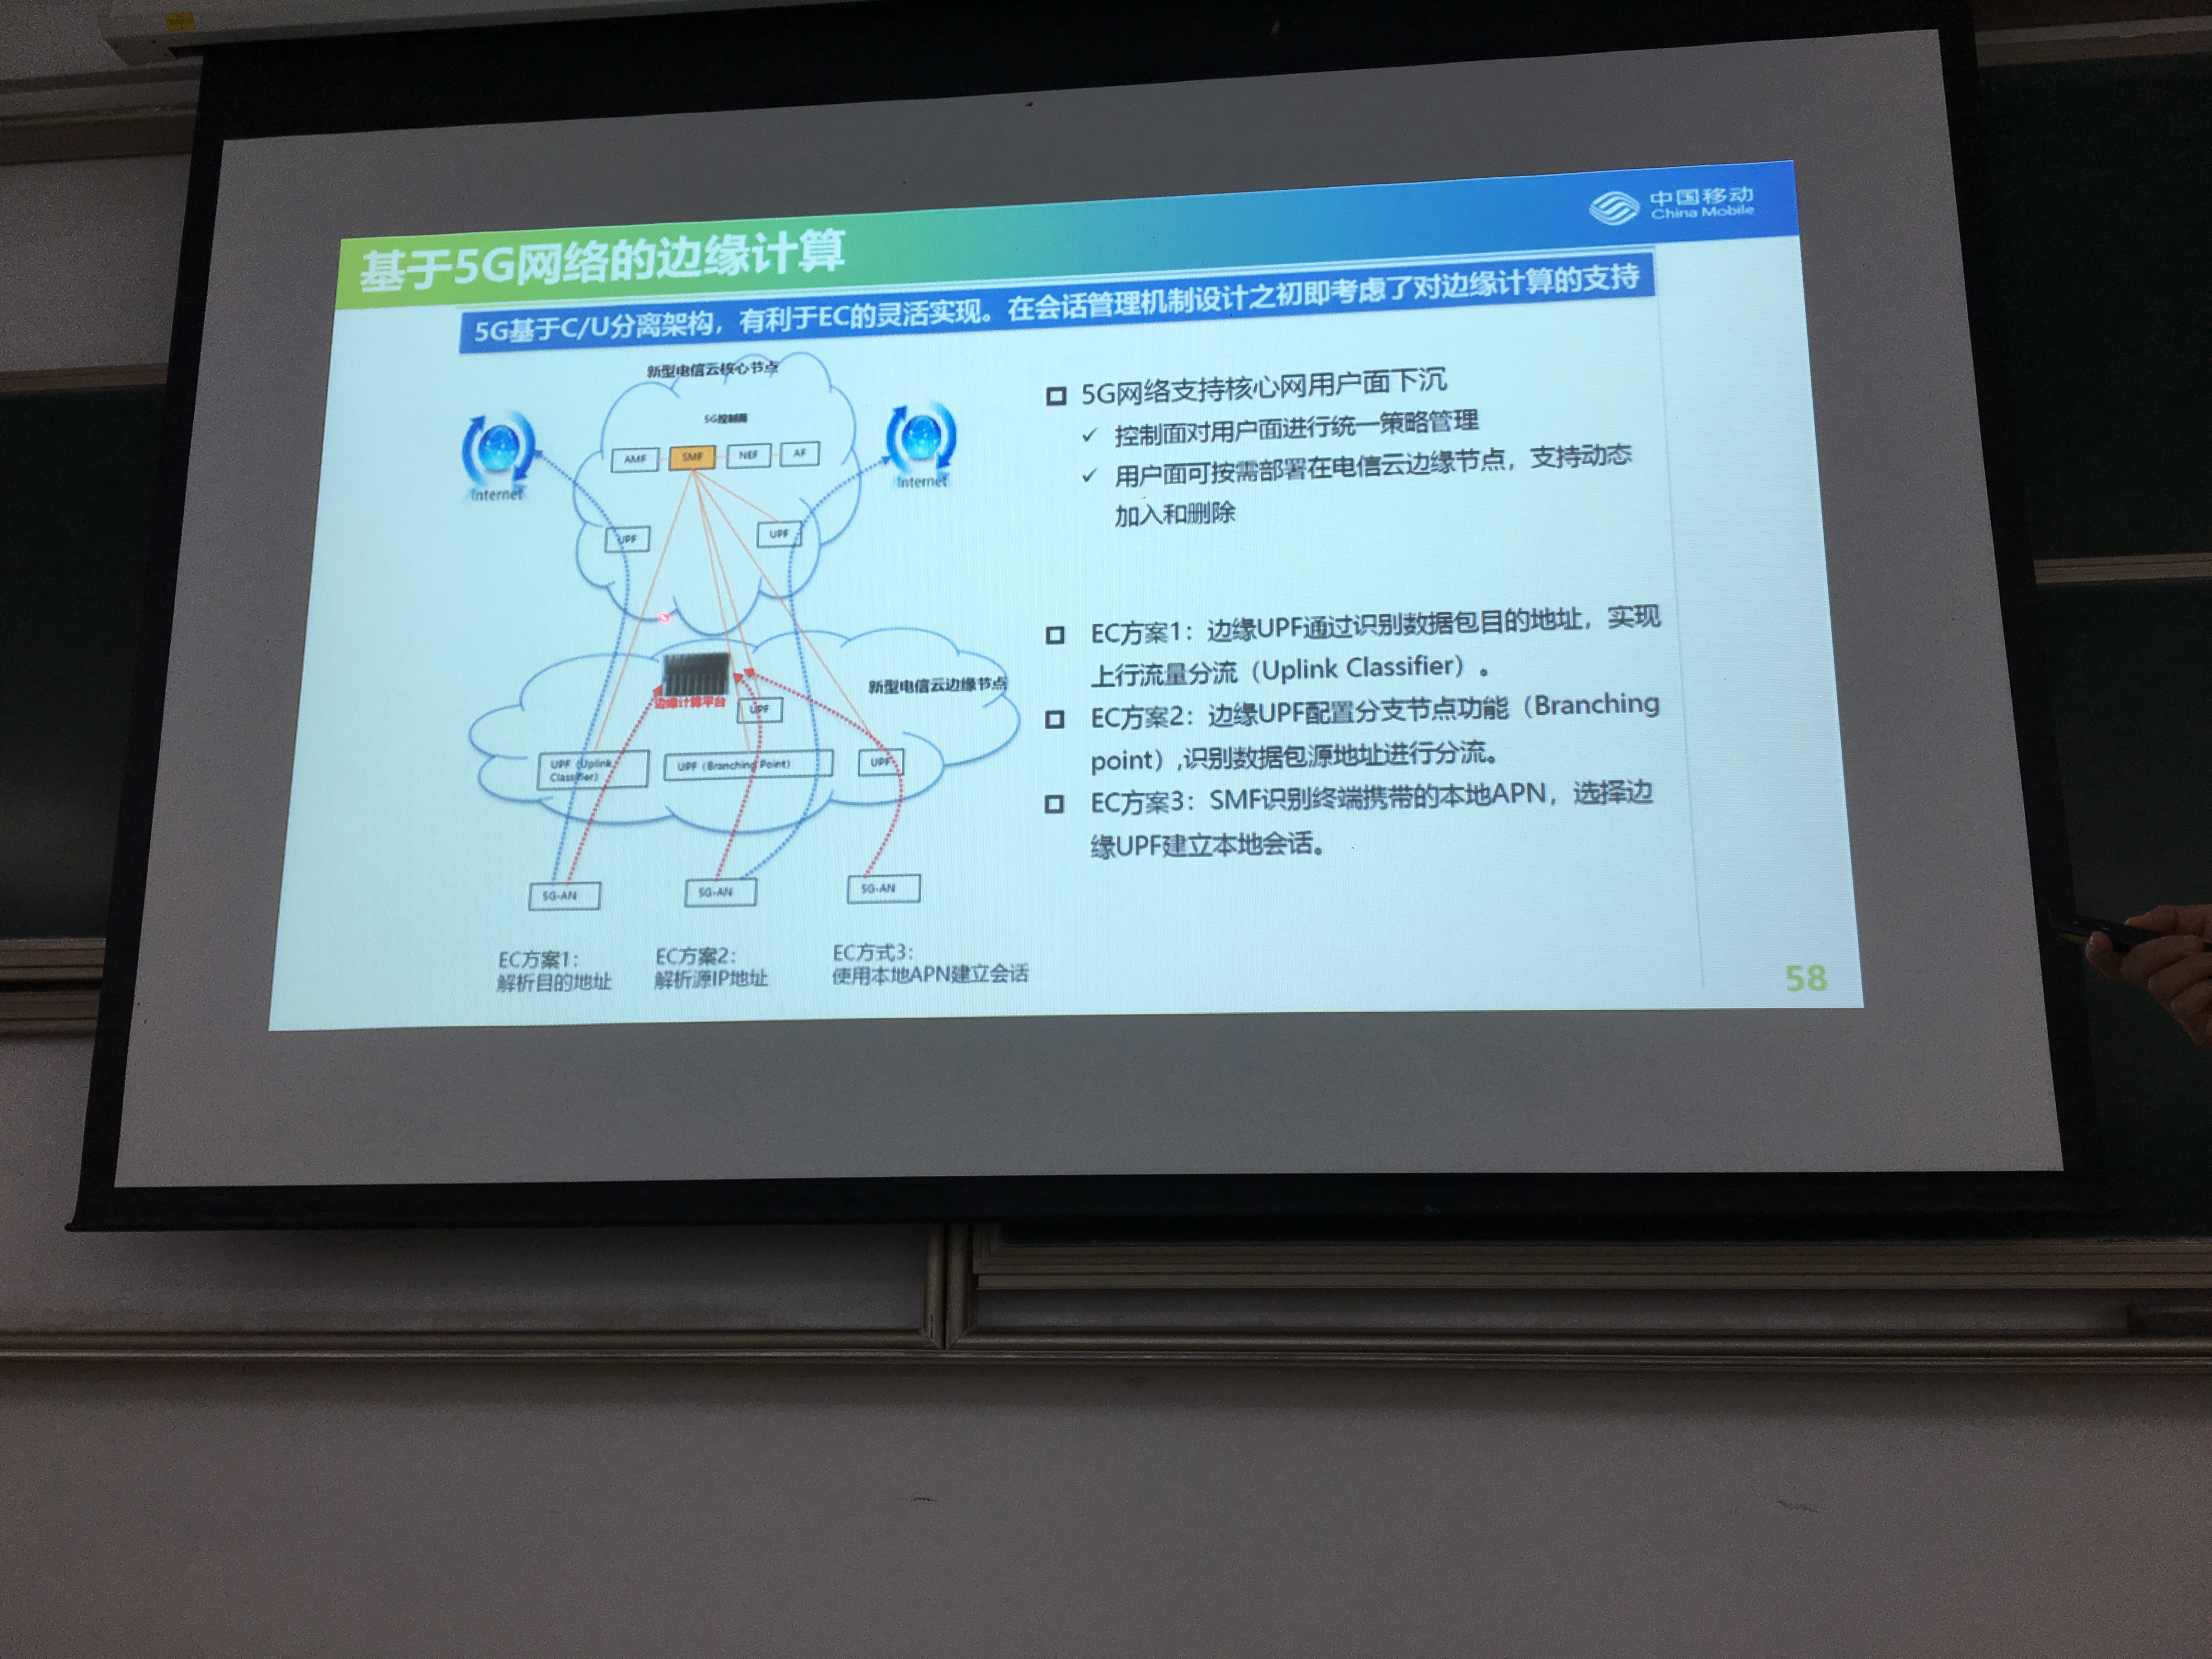 中国移动
China Mobile
基于5G网络的边缘计算
5G基于C/U分离架构，有利于EC的灵活实现。在会话管理机制设计之初即考虑了对边缘计算的支持
新型电信云核心节点
5G控制面
AMF
SMF
NEF
AF
Internet
Internet
UPF
UPF
边缘计算平台
新型电信云边缘节点
UPF
UPF（Uplink
Classifier）
UPF（Branching Point）
UPF
5G-AN
5G-AN
5G-AN
EC方案1：
解析目的地址
EC方案2：
解析源IP地址
EC方式3：
使用本地APN建立会话
5G网络支持核心网用户面下沉
✓ 控制面对用户面进行统一策略管理
✓ 用户面可按需部署在电信云边缘节点，支持动态
加入和删除
EC方案1：边缘UPF通过识别数据包目的地址，实现
上行流量分流（Uplink Classifier）。
EC方案2：边缘UPF配置分支节点功能（Branching
point）,识别数据包源地址进行分流。
EC方案3：SMF识别终端携带的本地APN，选择边
缘UPF建立本地会话。
58